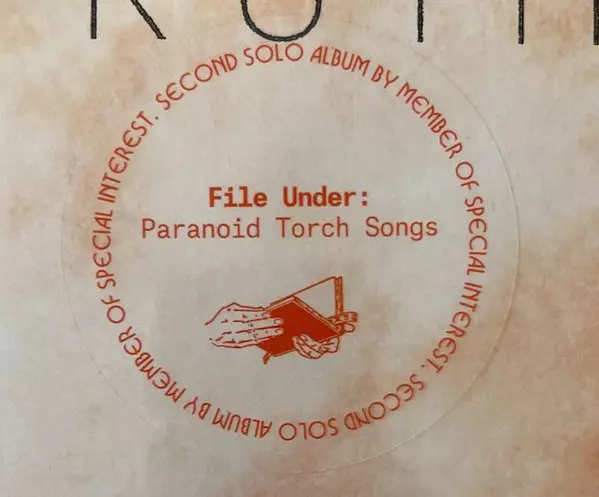 SECOND SOLO ALBUM BY MEMBER OF SPECIAL INTEREST. SECOND SOLO ALBUM BY MEMBER OF SPECIAL INTEREST.
File Under:
Paranoid Torch Songs